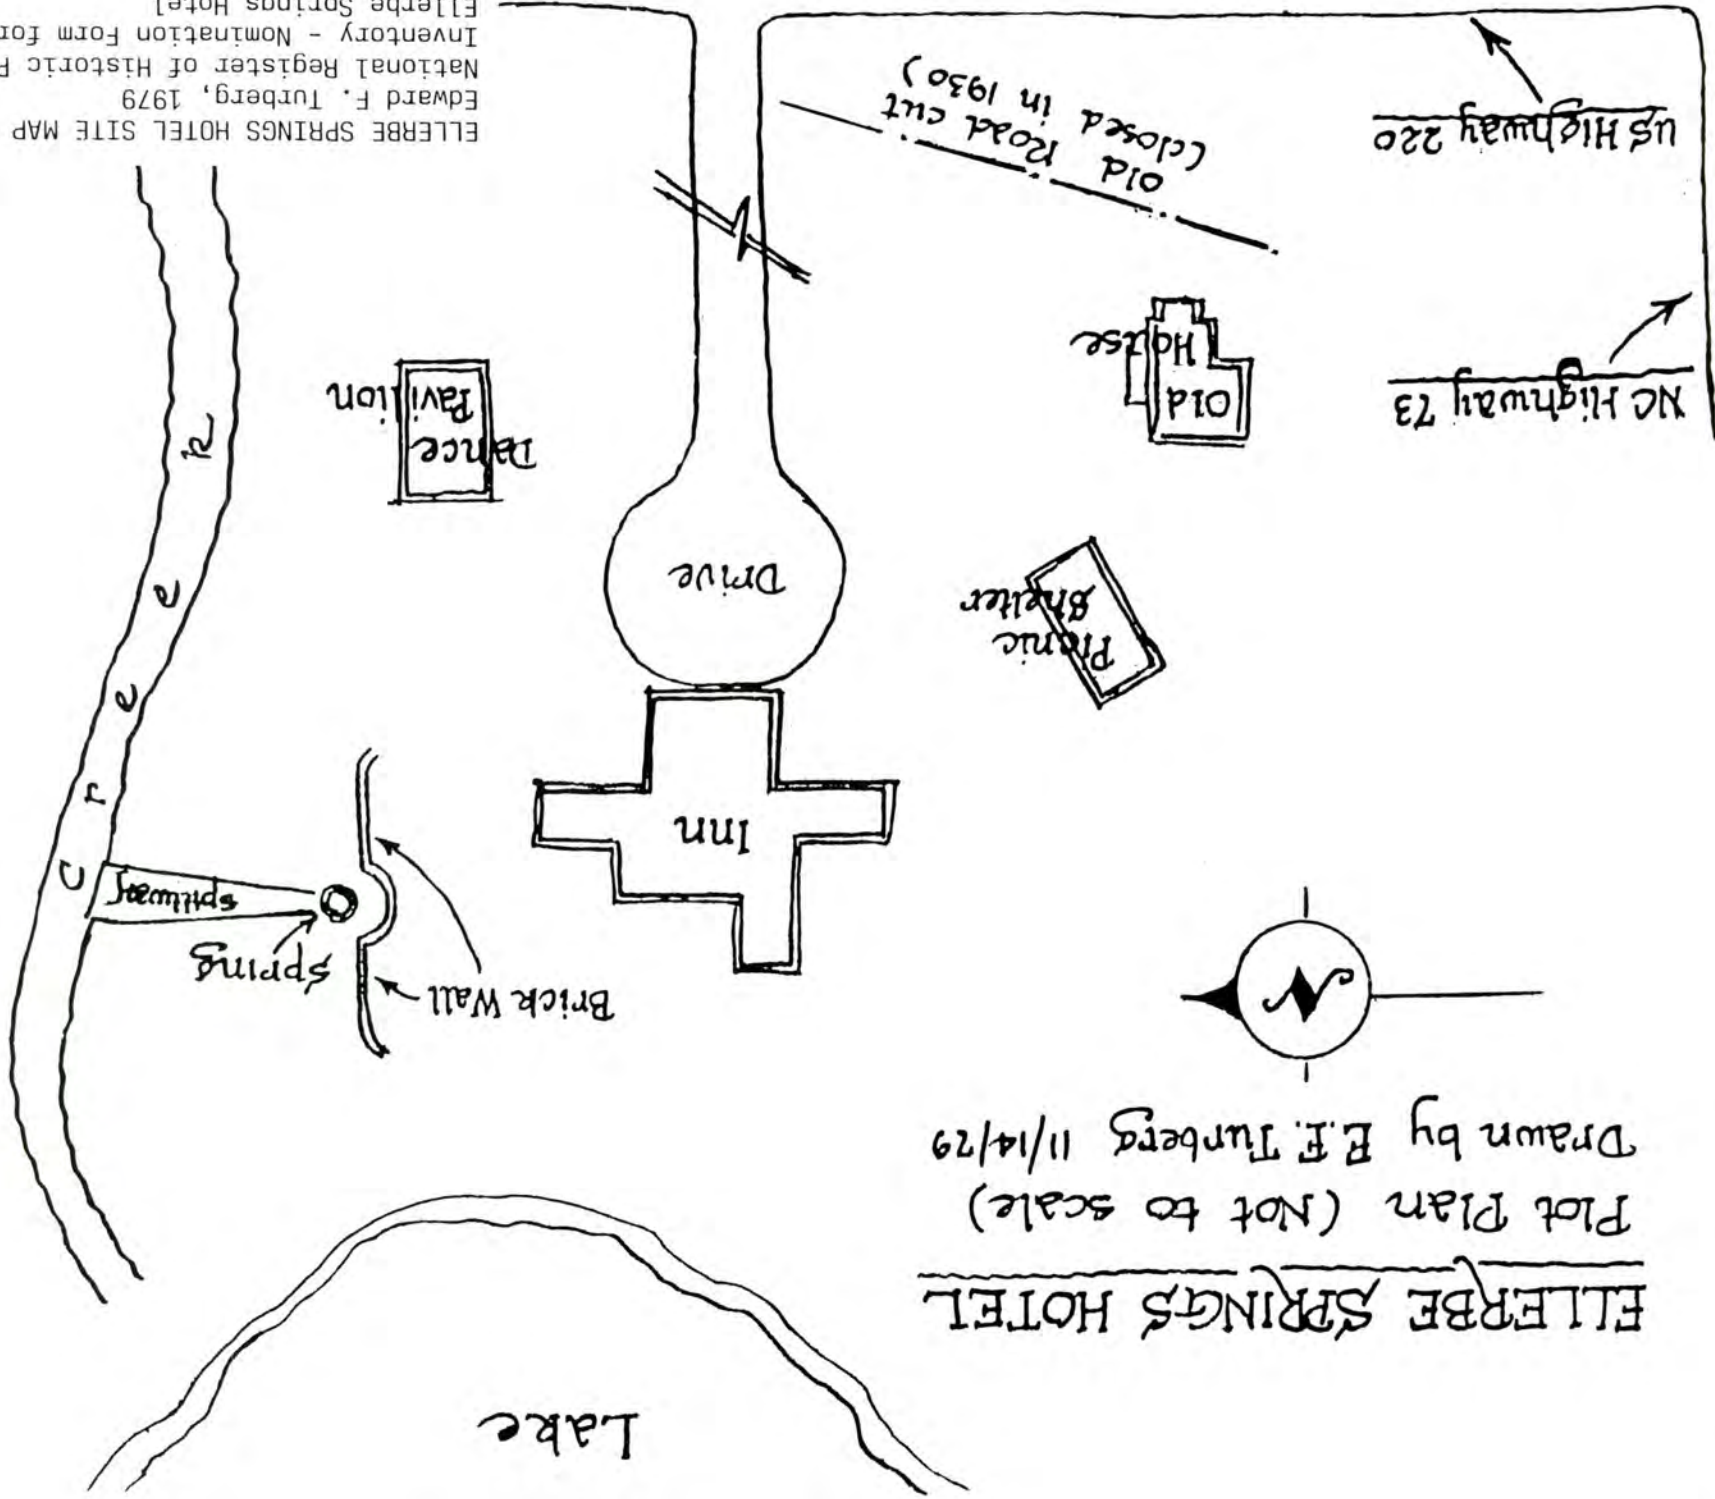 Lake
ELLERBE SPRINGS HOTEL
Plot Plan (Not to scale)
Drawn by E.F. Turberg 11/14/79
N
Brick Wall
Spring
Spillway
Creek
Inn
Picnic
Shelter
Drive
Dance
Pavilion
NC Highway 73
Old
House
US Highway 220
Old Road cut
(closed in 1930)
ELLERBE SPRINGS HOTEL SITE MAP
Edward F. Turberg, 1979
National Register of Historic P
Inventory - Nomination Form for
Ellerbe Springs Hotel